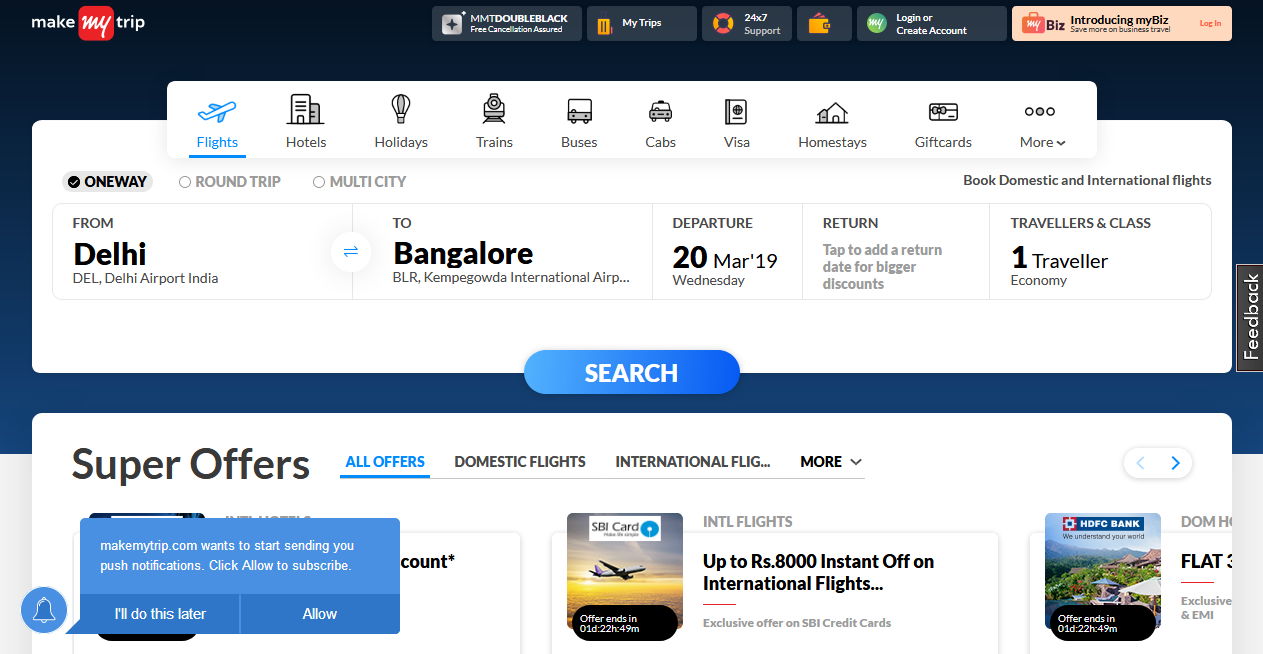 make my trip
MMTDOUBLEBLACK
Free Cancellation Assured
My Trips
24x7
Support
my
Login or
Create Account
my Biz
Introducing myBiz
Save more on business travel
Log In
Flights
Hotels
Holidays
Trains
Buses
Cabs
Visa
Homestays
Giftcards
More
ONEWAY
ROUND TRIP
MULTI CITY
Book Domestic and International flights
FROM
Delhi
DEL, Delhi Airport India
TO
Bangalore
BLR, Kempegowda International Airp...
DEPARTURE
20 Mar'19
Wednesday
RETURN
Tap to add a return
date for bigger
discounts
TRAVELLERS & CLASS
1 Traveller
Economy
Feedback
SEARCH
Super Offers
ALL OFFERS
DOMESTIC FLIGHTS
INTERNATIONAL FLIG...
MORE
count*
makemytrip.com wants to start sending you
push notifications. Click Allow to subscribe.
I'll do this later
Allow
SBI Card
Make life simple
Offer ends in
01d:22h:49m
INTL FLIGHTS
Up to Rs.8000 Instant Off on
International Flights...
Exclusive offer on SBI Credit Cards
HDFC BANK
We understand your world
Offer ends in
01d:22h:49m
DOM HO
FLAT 3
Exclusive
& EMI